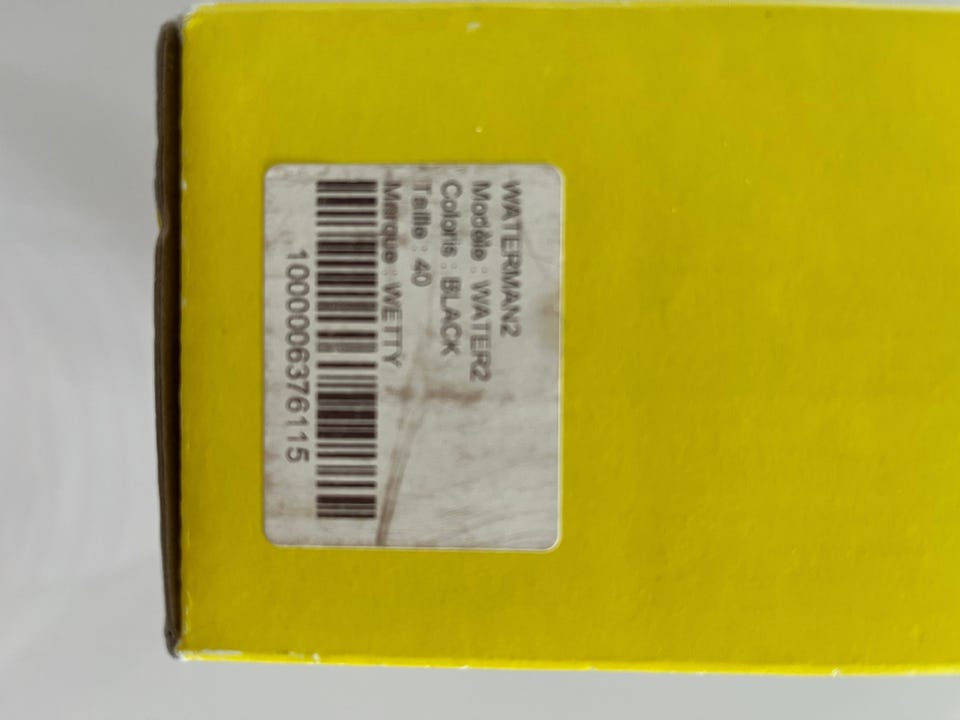 WATERMAN2
Modèle : WATER2
Coloris : BLACK
Taille : 40
Marque : WETTY
1000006376115